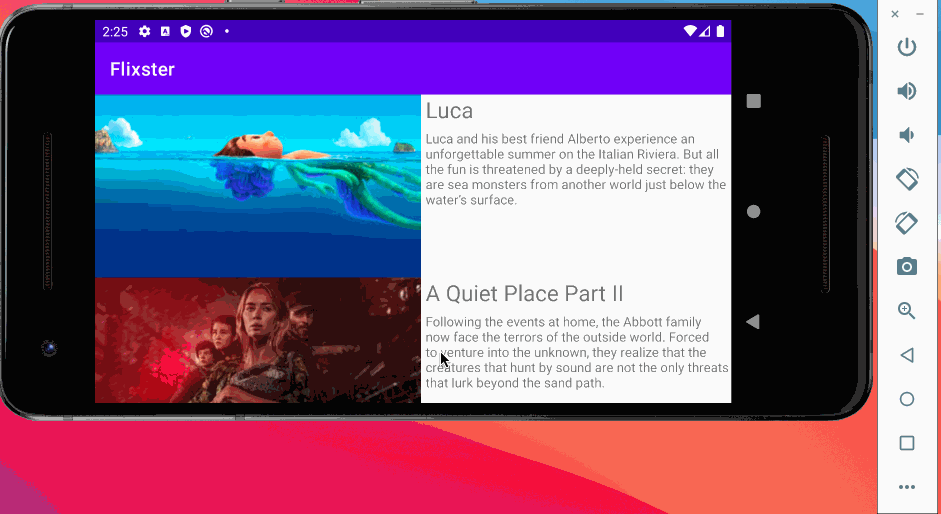 2:25
Flixster
Luca
Luca and his best friend Alberto experience an
unforgettable summer on the Italian Riviera. But all
the fun is threatened by a deeply-held secret: they
are sea monsters from another world just below the
water's surface.
A Quiet Place Part II
Following the events at home, the Abbott family
now face the terrors of the outside world. Forced
to venture into the unknown, they realize that the
creatures that hunt by sound are not the only threats
that lurk beyond the sand path.